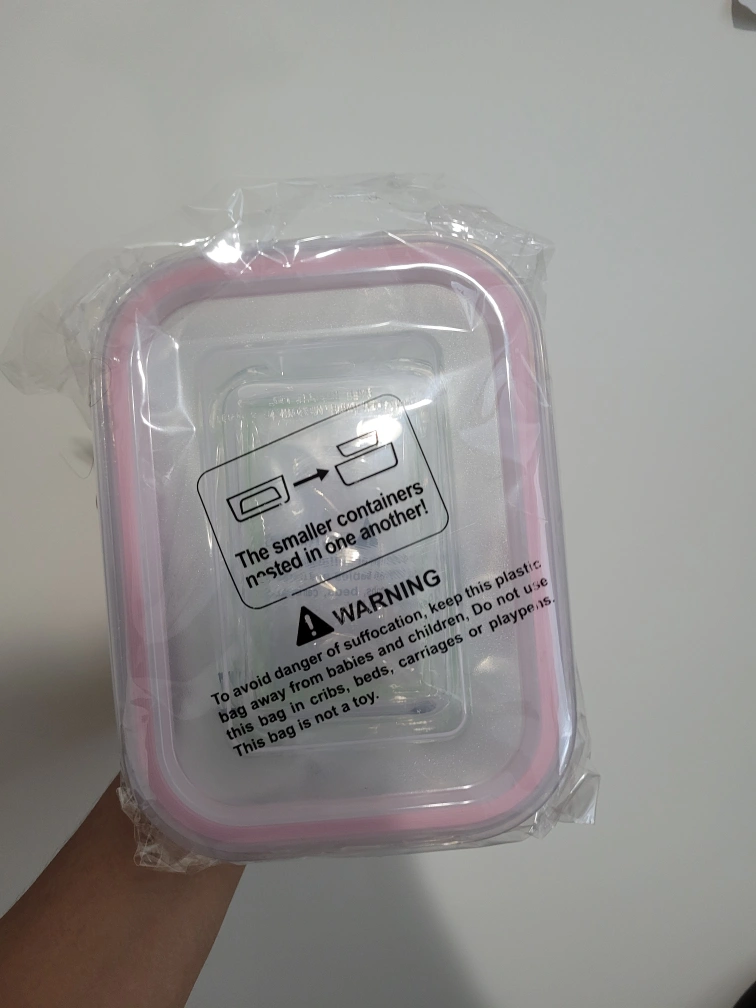 The smaller containers
nested in one another!
WARNING
To avoid danger of suffocation, keep this plastic
bag away from babies and children, Do not use
this bag in cribs, beds, carriages or playpens.
This bag is not a toy.